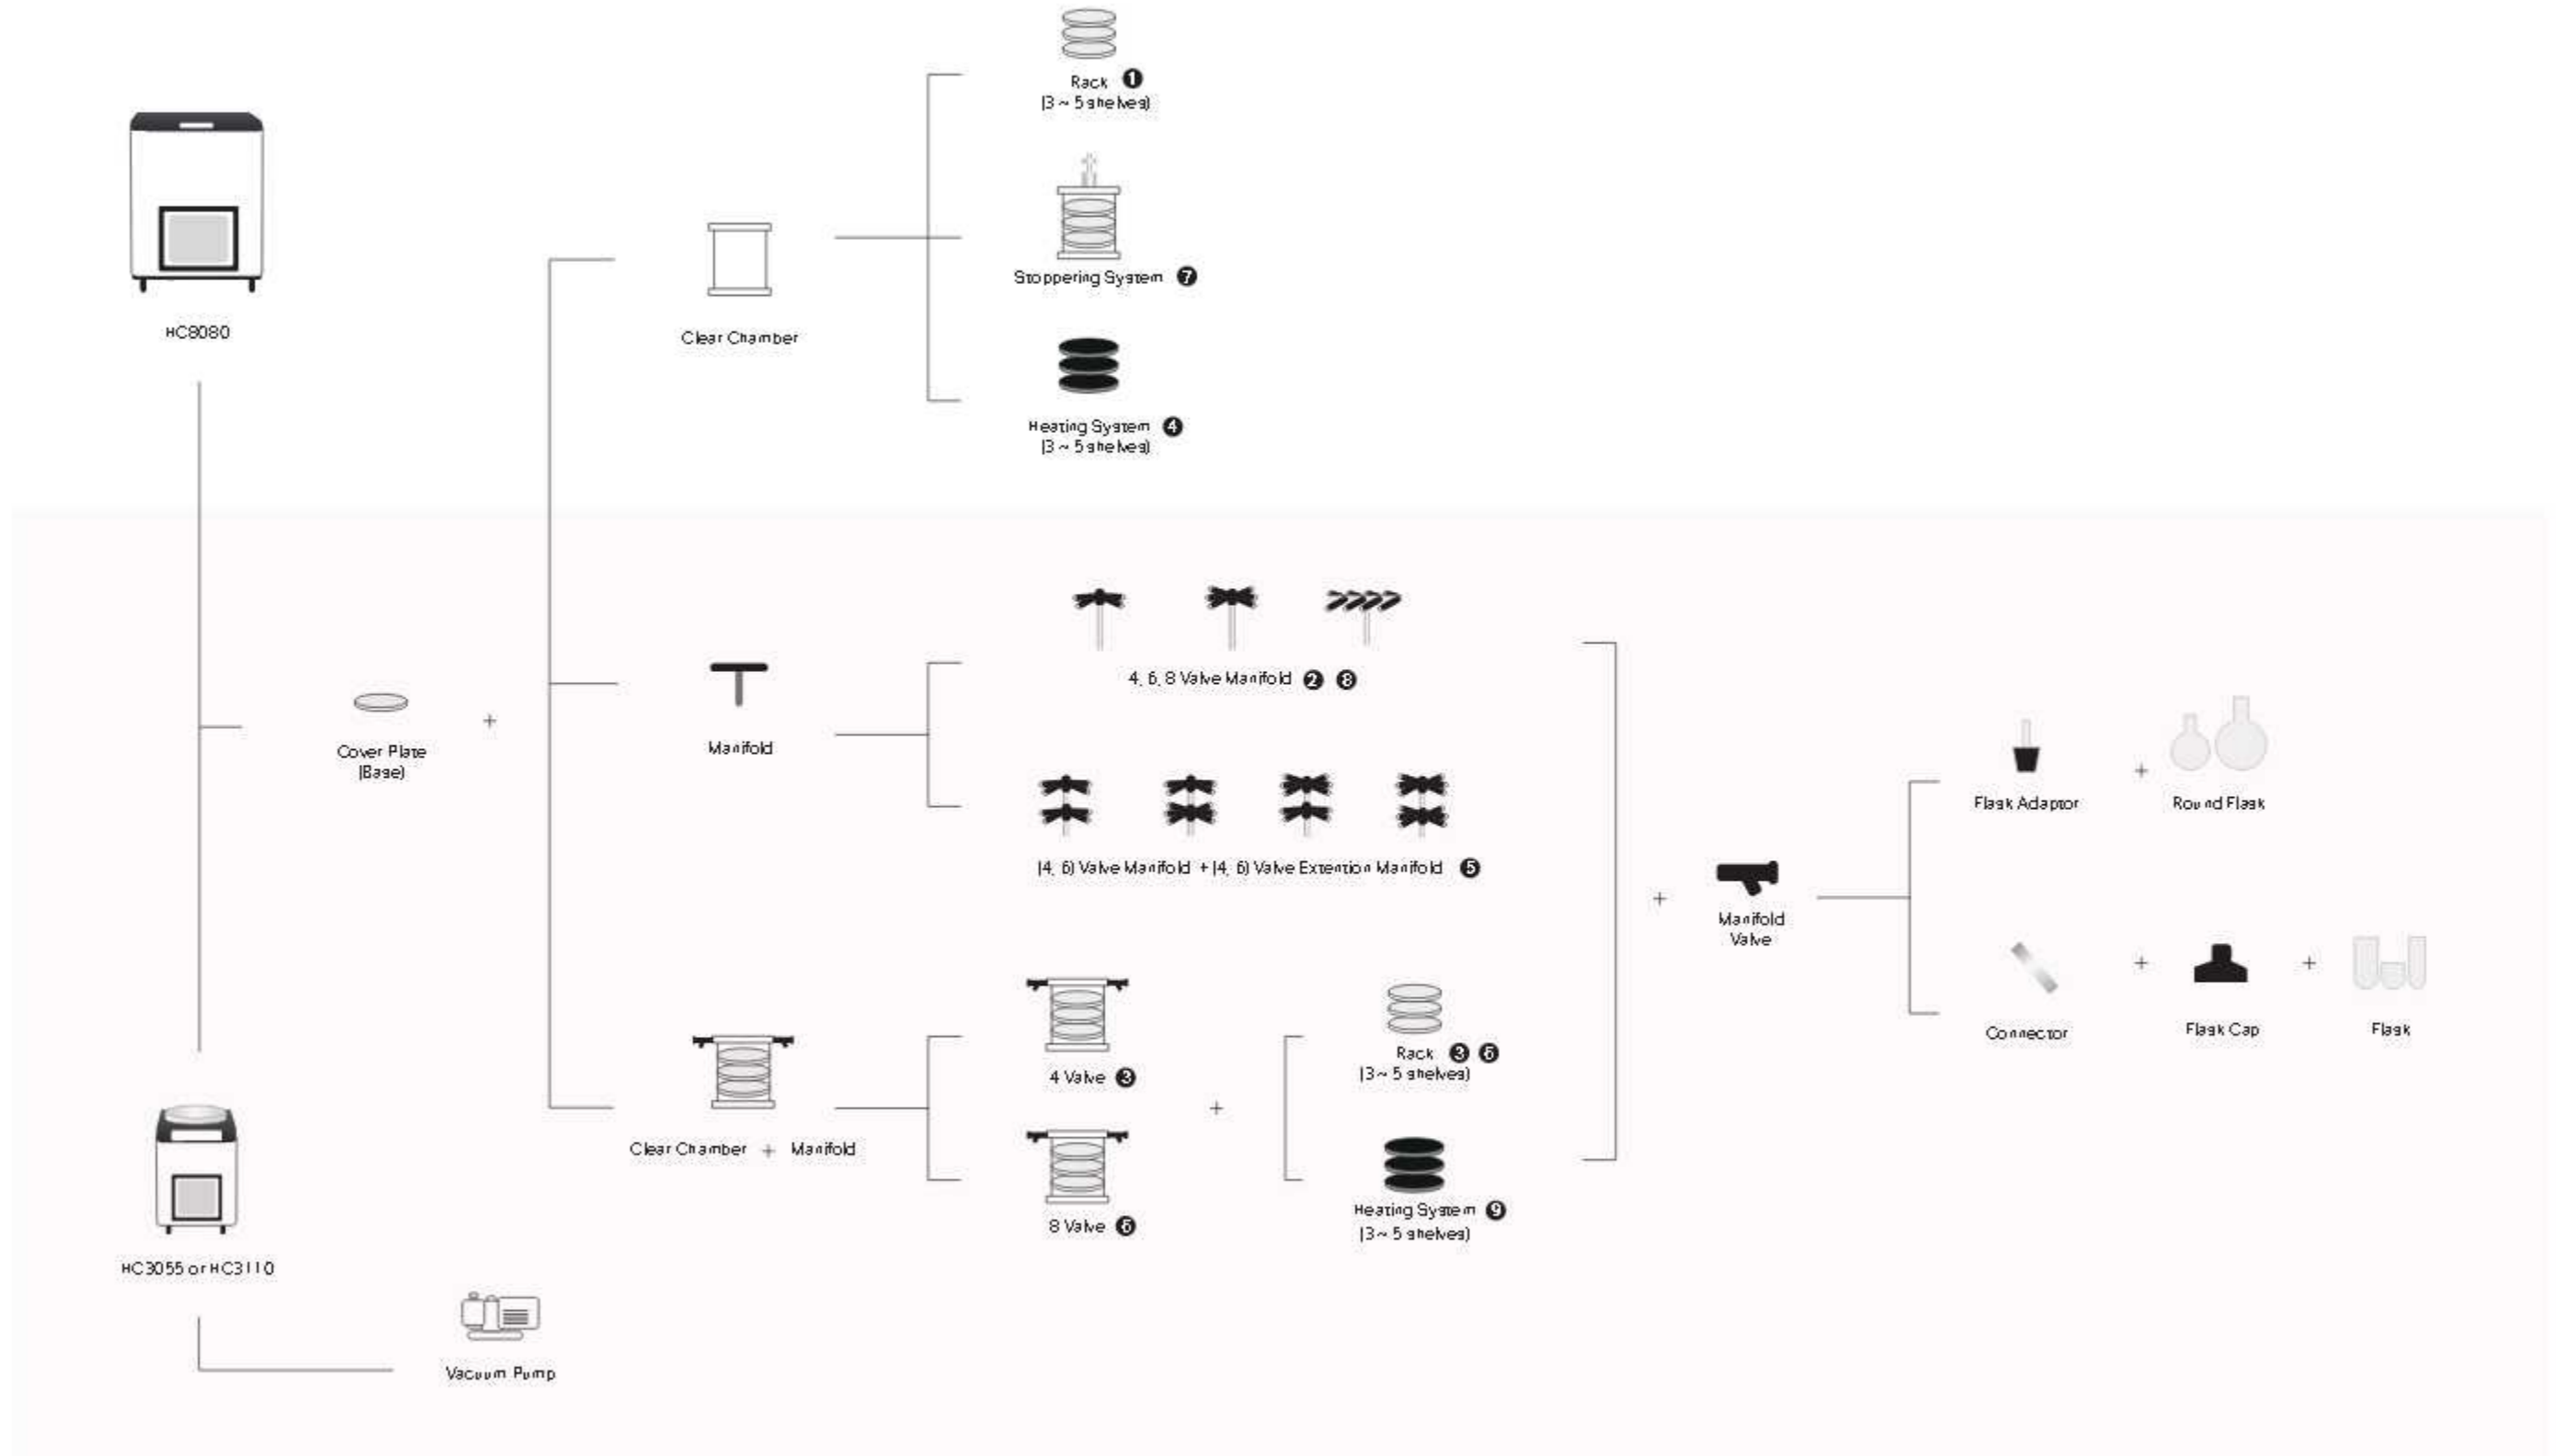 Rack ❶
(3 ~ 5 shelves)
Stoppering System ❼
HC8080
Clear Chamber
Heating System ❹
(3 ~ 5 shelves)
4, 6, 8 Valve Manifold ❷ ❽
Cover Plate
(Base)
+
Manifold
(4, 6) Valve Manifold + (4, 6) Valve Extention Manifold ❺
+
Manifold
Valve
Flask Adaptor
+
Round Flask
Connector
+
Flask Cap
+
Flask
4 Valve ❸
Rack ❸ ❻
(3 ~ 5 shelves)
+
Clear Chamber + Manifold
8 Valve ❻
Heating System ❾
(3 ~ 5 shelves)
HC3055 or HC3110
Vacuum Pump